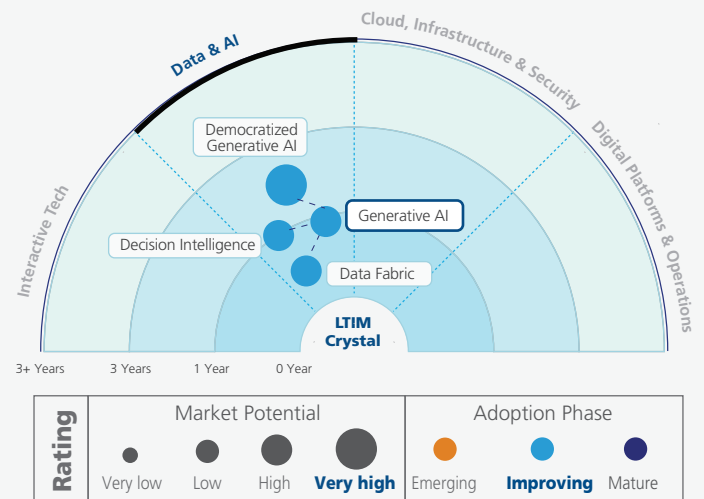 Cloud, Infrastructure & Security
Data & AI
Democratized
Generative AI
Digital Platforms & Operations
Interactive Tech
Generative AI
Decision Intelligence
Data Fabric
LTIM
Crystal
3+ Years
3 Years
1 Year
0 Year
Rating
Market Potential
Adoption Phase
Very low
Low
High
Very high
Emerging
Improving
Mature